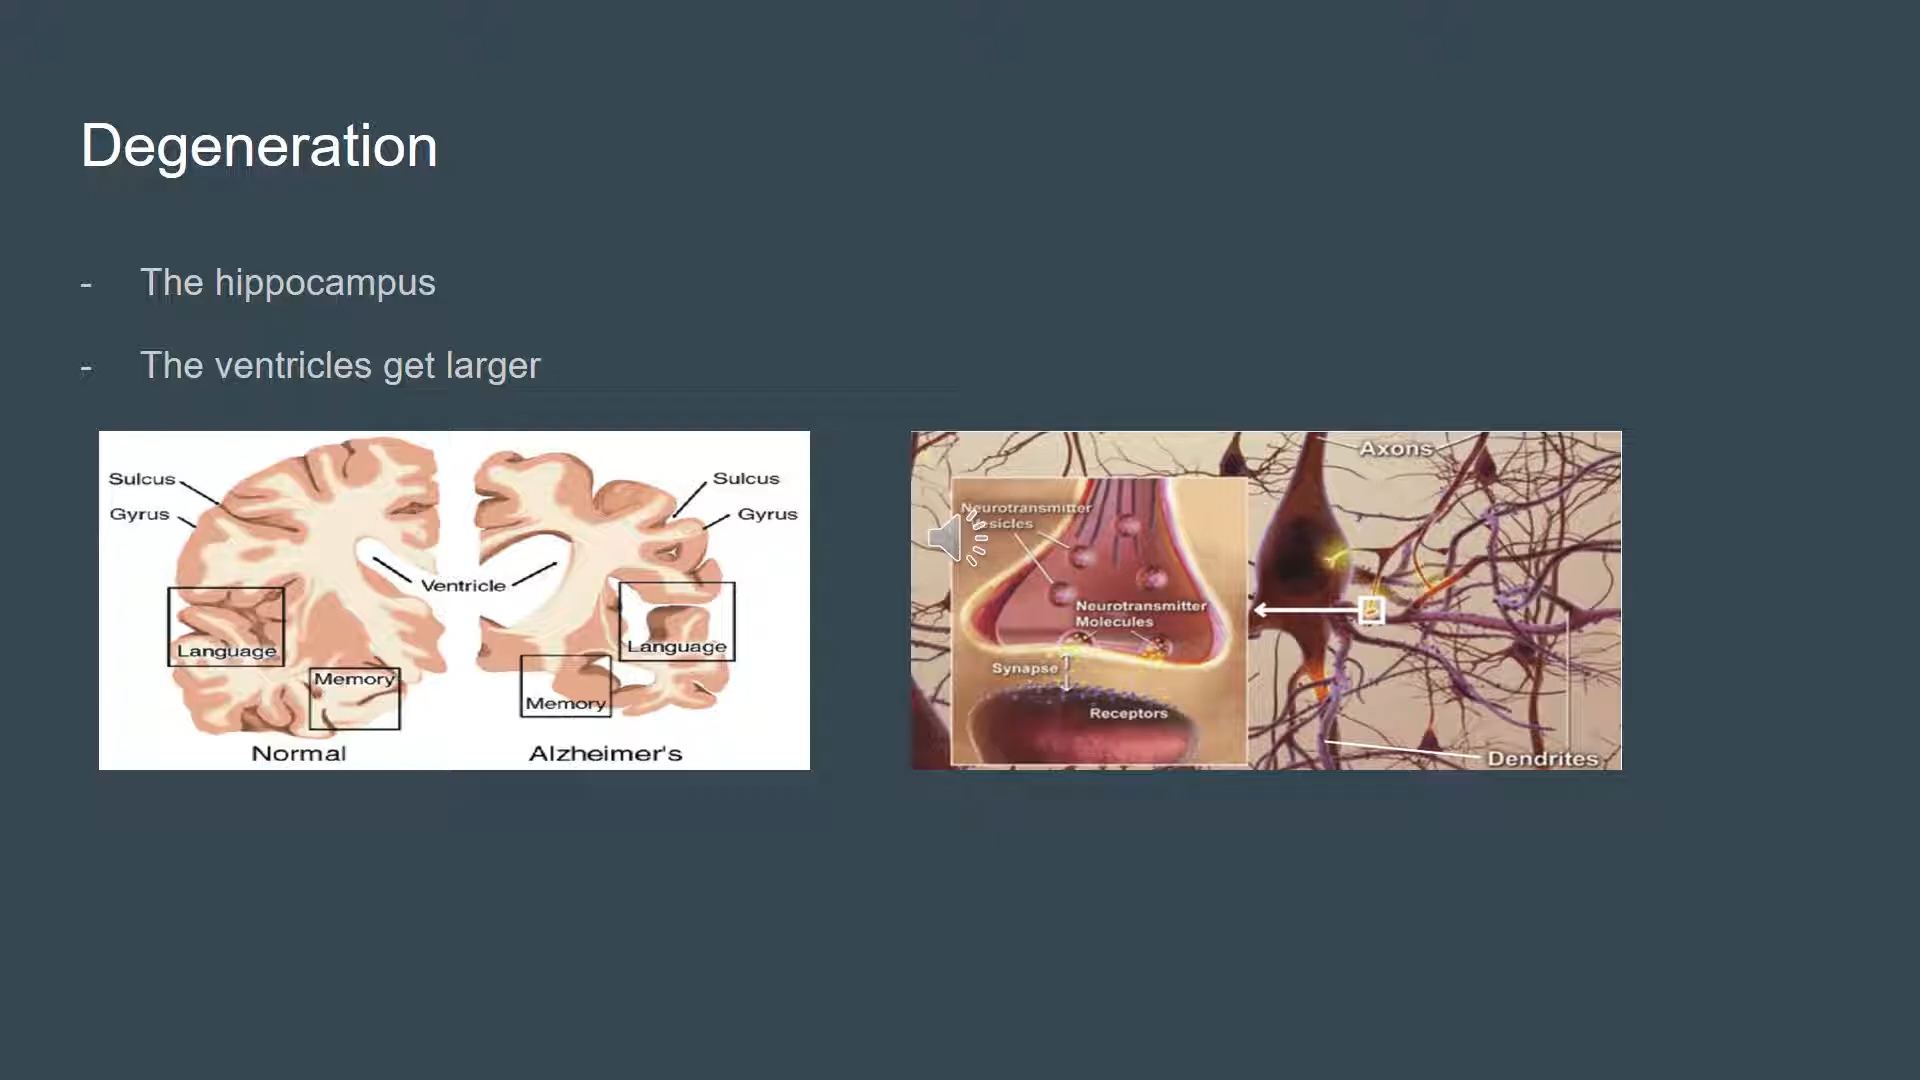 Degeneration
- The hippocampus
- The ventricles get larger
Sulcus
Gyrus
Sulcus
Gyrus
Ventricle
Language
Language
Memory
Memory
Normal
Alzheimer's
Axons
Neurotransmitter
Neurotransmitter
Molecules
Synapse
Receptors
Dendrites